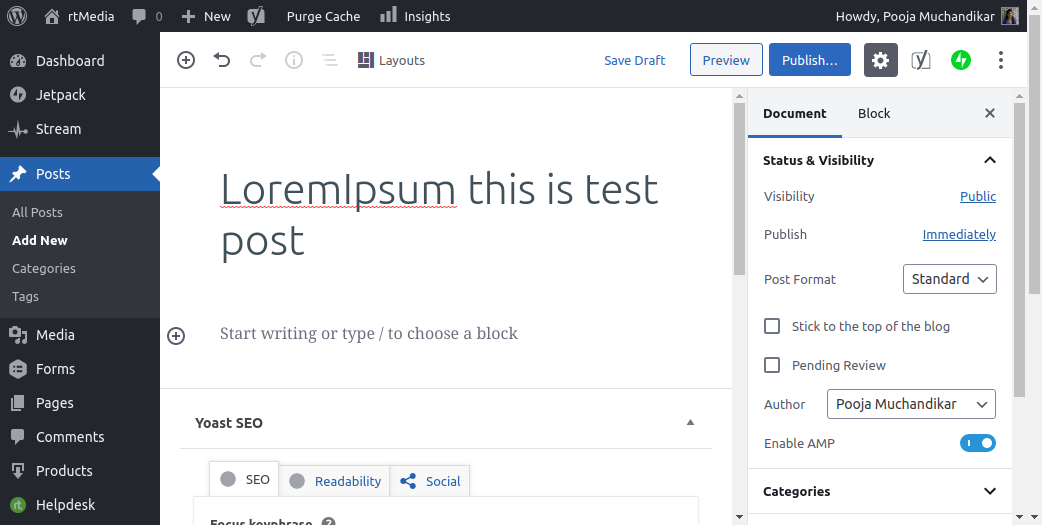 rtMedia 0 New Purge Cache Insights Howdy, Pooja Muchandikar
Dashboard
Jetpack
Stream
Posts
All Posts
Add New
Categories
Tags
Media
Forms
Pages
Comments
Products
Helpdesk
Layouts Save Draft Preview Publish...
LoremIpsum this is test
post
Start writing or type / to choose a block
Yoast SEO
SEO Readability Social
Focus keyphrase ?
Document Block
Status & Visibility
Visibility Public
Publish Immediately
Post Format Standard
Stick to the top of the blog
Pending Review
Author Pooja Muchandikar
Enable AMP
Categories